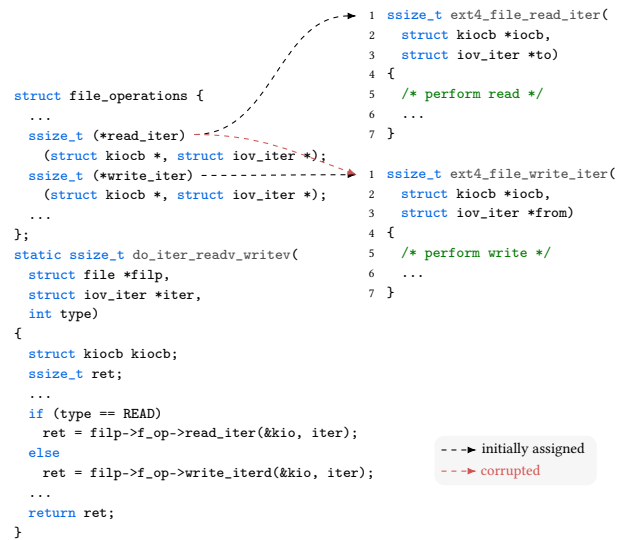 struct file_operations {
...
ssize_t (*read_iter)
(struct kiocb *, struct iov_iter *);
ssize_t (*write_iter)
(struct kiocb *, struct iov_iter *);
...
};
static ssize_t do_iter_readv_writev(
struct file *filp,
struct iov_iter *iter,
int type)
{
struct kiocb kiocb;
ssize_t ret;
...
if (type == READ)
ret = filp->f_op->read_iter(&kio, iter);
else
ret = filp->f_op->write_iterd(&kio, iter);
...
return ret;
}
1 ssize_t ext4_file_read_iter(
2 struct kiocb *iocb,
3 struct iov_iter *to)
4 {
5 /* perform read */
6 ...
7 }
1 ssize_t ext4_file_write_iter(
2 struct kiocb *iocb,
3 struct iov_iter *from)
4 {
5 /* perform write */
6 ...
7 }
initially assigned
corrupted